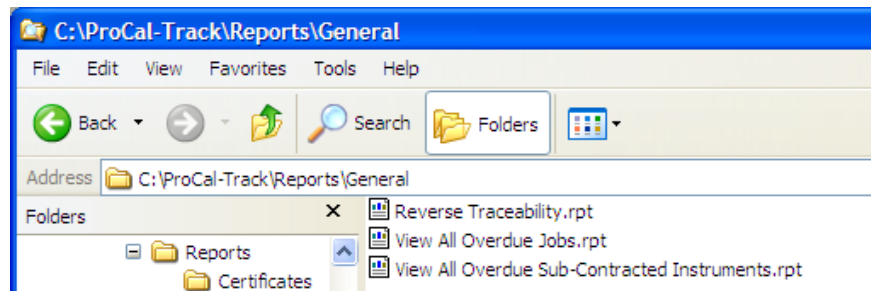 C:\ProCal-Track\Reports\General
File Edit View Favorites Tools Help
Back Search Folders
Address C:\ProCal-Track\Reports\General
Folders
Reports
Certificates
Reverse Traceability.rpt
View All Overdue Jobs.rpt
View All Overdue Sub-Contracted Instruments.rpt